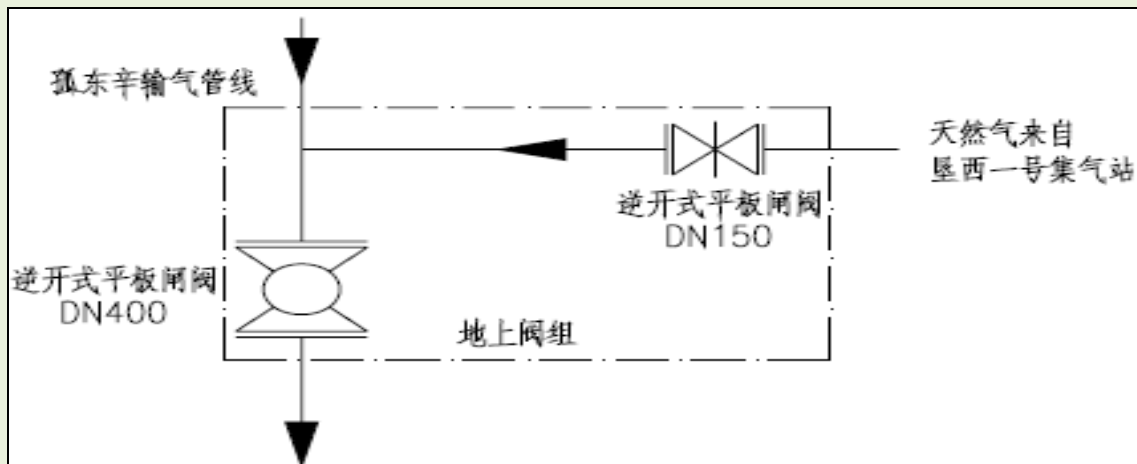 孤东辛输气管线
天然气来自
垦西一号集气站
逆开式平板闸阀
DN150
逆开式平板闸阀
DN400
地上阀组